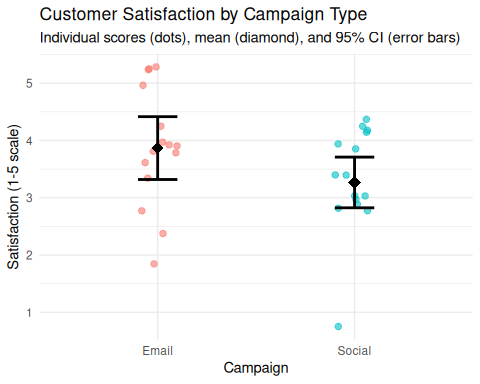 Customer Satisfaction by Campaign Type
Individual scores (dots), mean (diamond), and 95% CI (error bars)
Satisfaction (1-5 scale)
5
4
3
2
1
Email
Social
Campaign